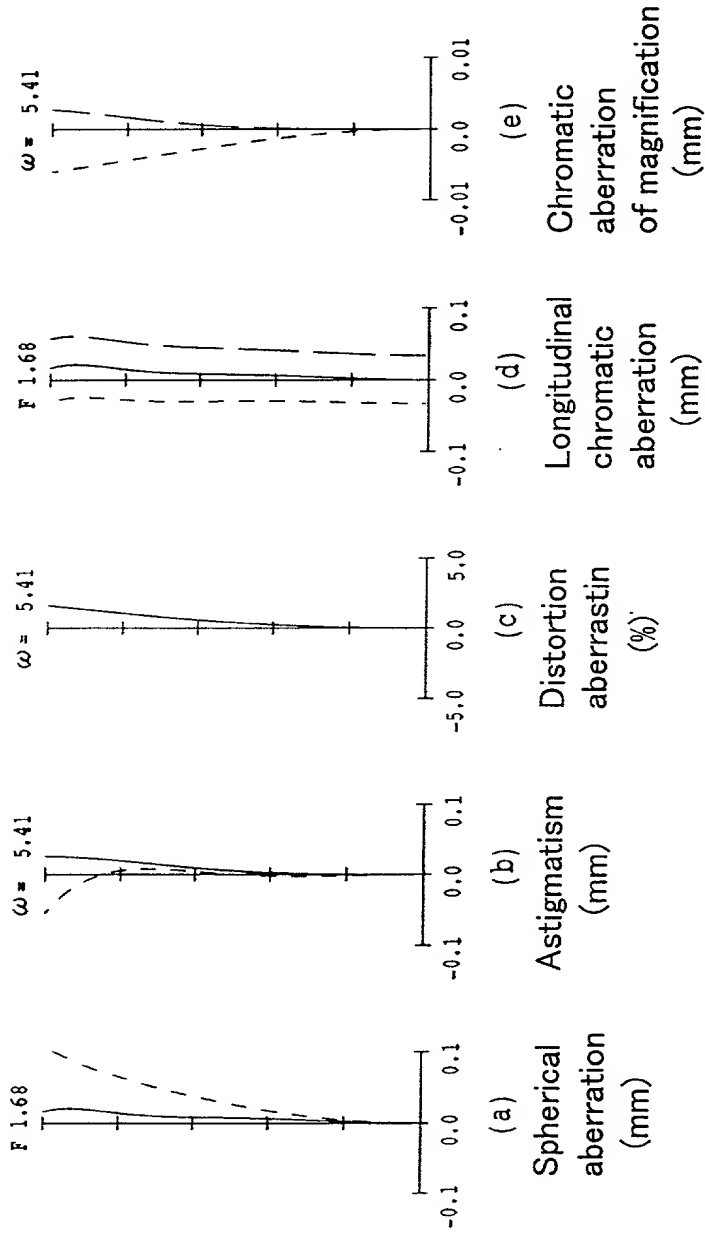 F 1.68
-0.1 0.0 0.1
(a)
Spherical
aberration
(mm)
ω= 5.41
-0.1 0.0 0.1
(b)
Astigmatism
(mm)
ω= 5.41
-5.0 0.0 5.0
(c)
Distortion
aberrastin
(%)
F 1.68
-0.1 0.0 0.1
(d)
Longitudinal
chromatic
aberration
(mm)
ω= 5.41
-0.01 0.0 0.01
(e)
Chromatic
aberration
of magnification
(mm)